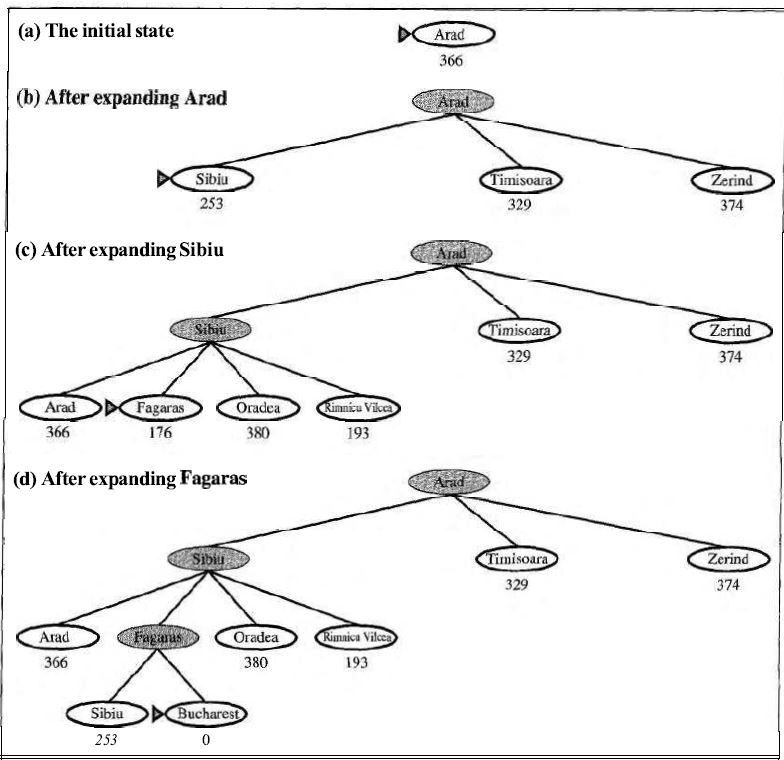 (a) The initial state
Arad
366
(b) After expanding Arad
Arad
Sibiu Timisoara Zerind
253 329 374
(c) After expanding Sibiu
Arad
Sibiu Timisoara Zerind
329 374
Arad Fagaras Oradea Rimnicu Vilcea
366 176 380 193
(d) After expanding Fagaras
Arad
Sibiu Timisoara Zerind
329 374
Arad Fagaras Oradea Rimnicu Vilcea
366 380 193
Sibiu Bucharest
253 0